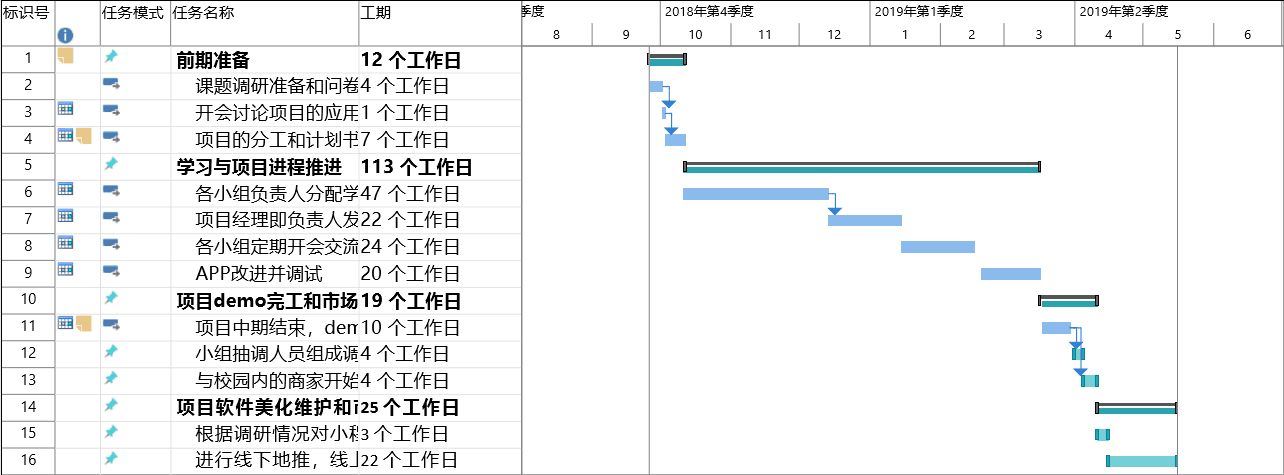 标识号 任务模式 任务名称 工期 季度 2018年第4季度 2019年第1季度 2019年第2季度
8 9 10 11 12 1 2 3 4 5 6
1 前期准备 12 个工作日
2 课题调研准备和问卷 4 个工作日
3 开会讨论项目的应用 1 个工作日
4 项目的分工和计划书 7 个工作日
5 学习与项目进程推进 113 个工作日
6 各小组负责人分配学 47 个工作日
7 项目经理即负责人发 22 个工作日
8 各小组定期开会交流 24 个工作日
9 APP改进并调试 20 个工作日
10 项目demo完工和市场 19 个工作日
11 项目中期结束，dem 10 个工作日
12 小组抽调人员组成调 4 个工作日
13 与校园内的商家开始 4 个工作日
14 项目软件美化维护和 25 个工作日
15 根据调研情况对小程 3 个工作日
16 进行线下地推，线上 22 个工作日